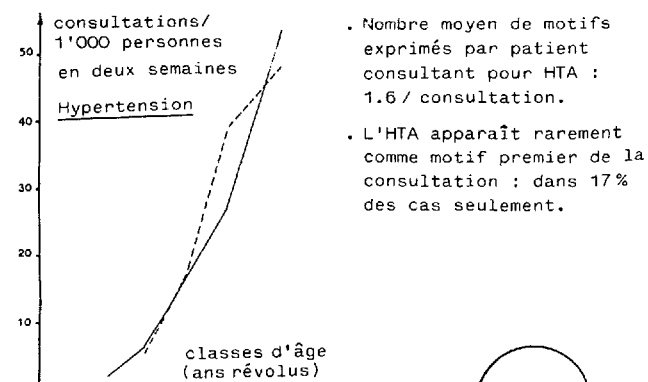 consultations/
1'000 personnes
en deux semaines
Hypertension
50
40
30
20
10
classes d'âge
(ans révolus)
. Nombre moyen de motifs
exprimés par patient
consultant pour HTA :
1.6 / consultation.
. L'HTA apparaît rarement
comme motif premier de la
consultation : dans 17%
des cas seulement.